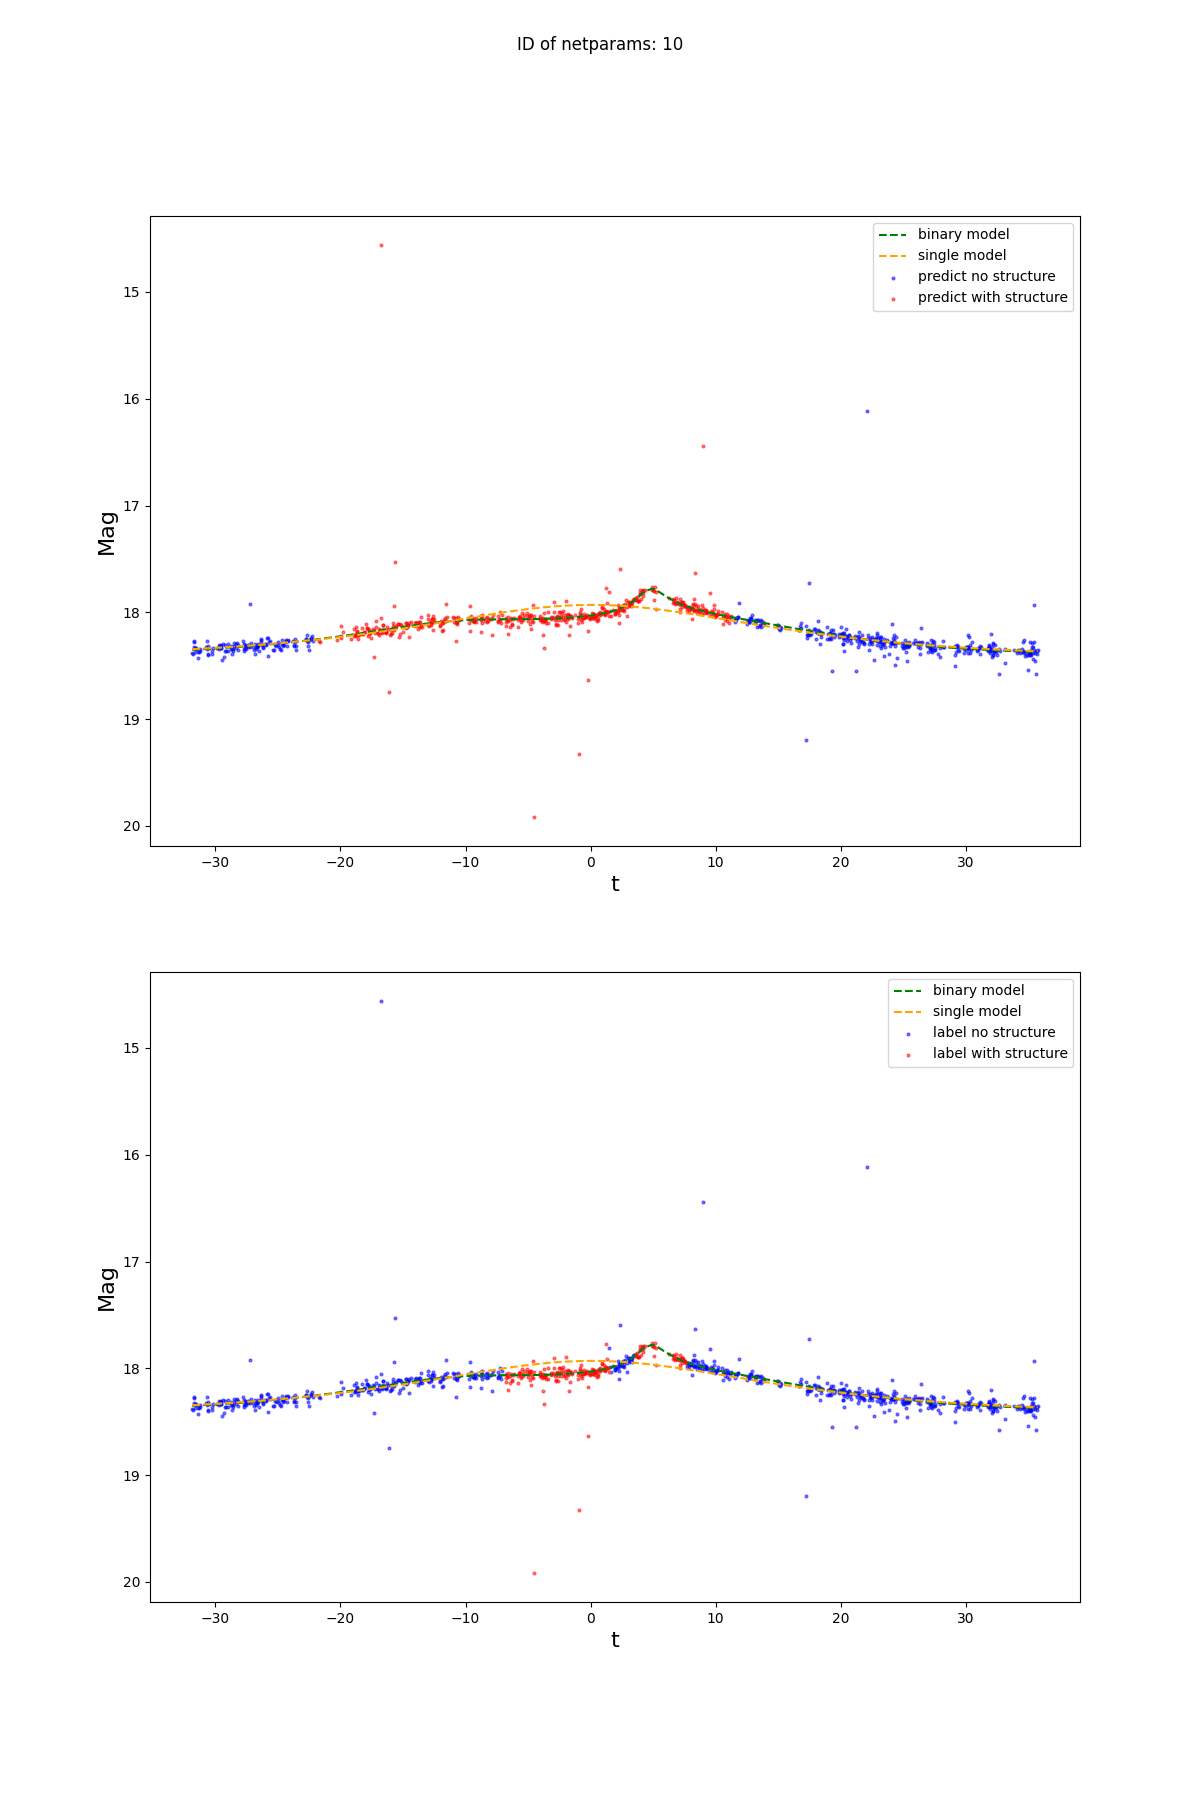 ID of netparams: 10
binary model
single model
predict no structure
predict with structure
15
16
17
18
19
20
Mag
−30
−20
−10
0
10
20
30
t
binary model
single model
label no structure
label with structure
15
16
17
18
19
20
Mag
−30
−20
−10
0
10
20
30
t